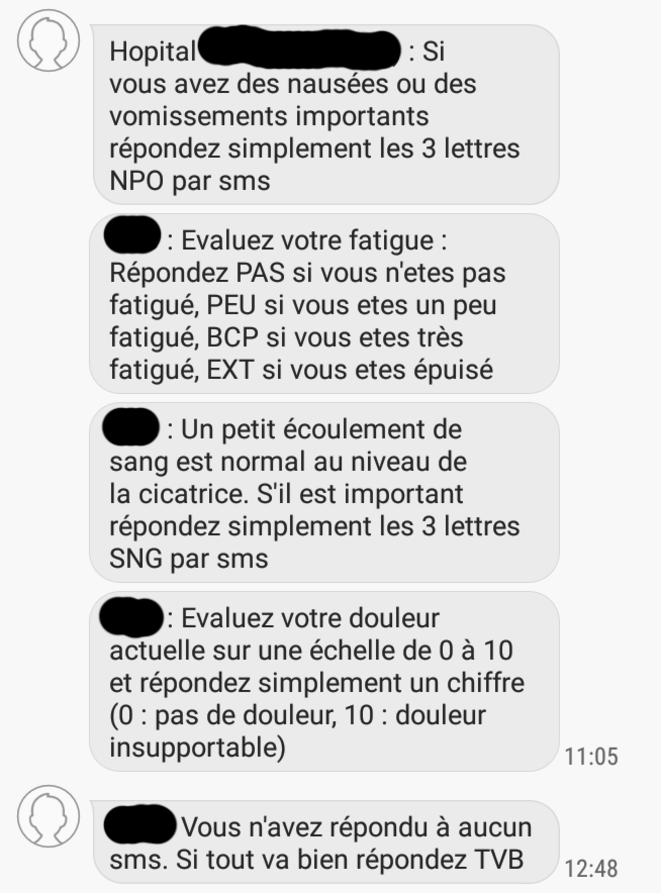 Hopital : Si
vous avez des nausées ou des
vomissements importants
répondez simplement les 3 lettres
NPO par sms
: Evaluez votre fatigue :
Répondez PAS si vous n'etes pas
fatigué, PEU si vous etes un peu
fatigué, BCP si vous etes très
fatigué, EXT si vous etes épuisé
: Un petit écoulement de
sang est normal au niveau de
la cicatrice. S'il est important
répondez simplement les 3 lettres
SNG par sms
: Evaluez votre douleur
actuelle sur une échelle de 0 à 10
et répondez simplement un chiffre
(0 : pas de douleur, 10 : douleur
insupportable)
11:05
Vous n'avez répondu à aucun
sms. Si tout va bien répondez TVB
12:48